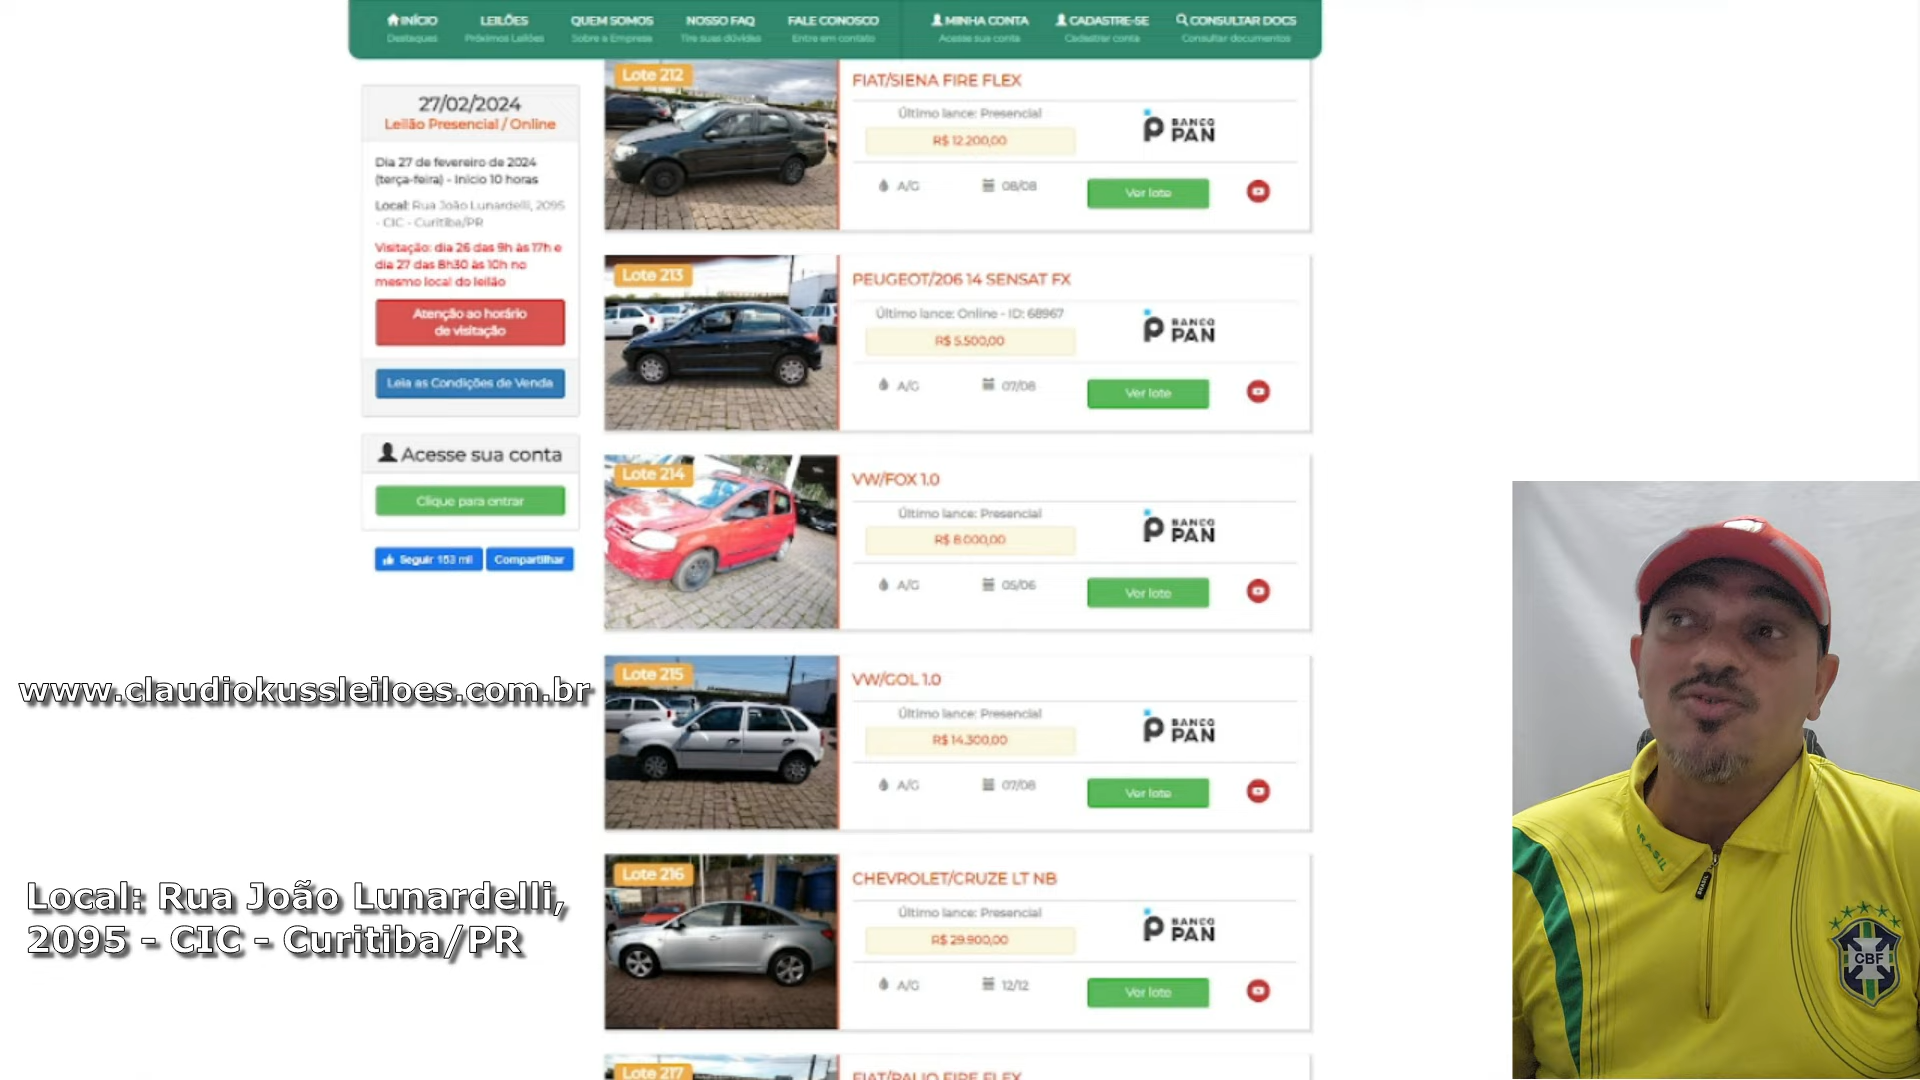 INÍCIO
Destaques
LEILÕES
Próximos Leilões
QUEM SOMOS
Sobre a Empresa
NOSSO FAQ
Tire suas dúvidas
FALE CONOSCO
Entre em contato
MINHA CONTA
Acesse sua conta
CADASTRE-SE
Cadastrar conta
CONSULTAR DOCS
Consultar documentos
27/02/2024
Leilão Presencial / Online
Dia 27 de fevereiro de 2024
(terça-feira) - Início 10 horas
Local: Rua João Lunardelli, 2095
- CIC - Curitiba/PR
Visitação: dia 26 das 9h às 17h e
dia 27 das 8h30 às 10h no
mesmo local do leilão
Atenção ao horário
de visitação
Leia as Condições de Venda
Acesse sua conta
Clique para entrar
Seguir 153 mil
Compartilhar
www.claudiokussleiloes.com.br
Local: Rua João Lunardelli,
2095 - CIC - Curitiba/PR
Lote 212
FIAT/SIENA FIRE FLEX
Último lance: Presencial
R$ 12.200,00
BANCO
PAN
A/G
08/08
Ver lote
Lote 213
PEUGEOT/206 14 SENSAT FX
Último lance: Online - ID: 68967
R$ 5.500,00
BANCO
PAN
A/G
07/08
Ver lote
Lote 214
VW/FOX 1.0
Último lance: Presencial
R$ 8.000,00
BANCO
PAN
A/G
05/06
Ver lote
Lote 215
VW/GOL 1.0
Último lance: Presencial
R$ 14.300,00
BANCO
PAN
A/G
07/08
Ver lote
Lote 216
CHEVROLET/CRUZE LT NB
Último lance: Presencial
R$ 29.900,00
BANCO
PAN
A/G
12/12
Ver lote
Lote 217
FIAT/PALIO FIRE FLEX
BRASIL
BRASIL
CBF